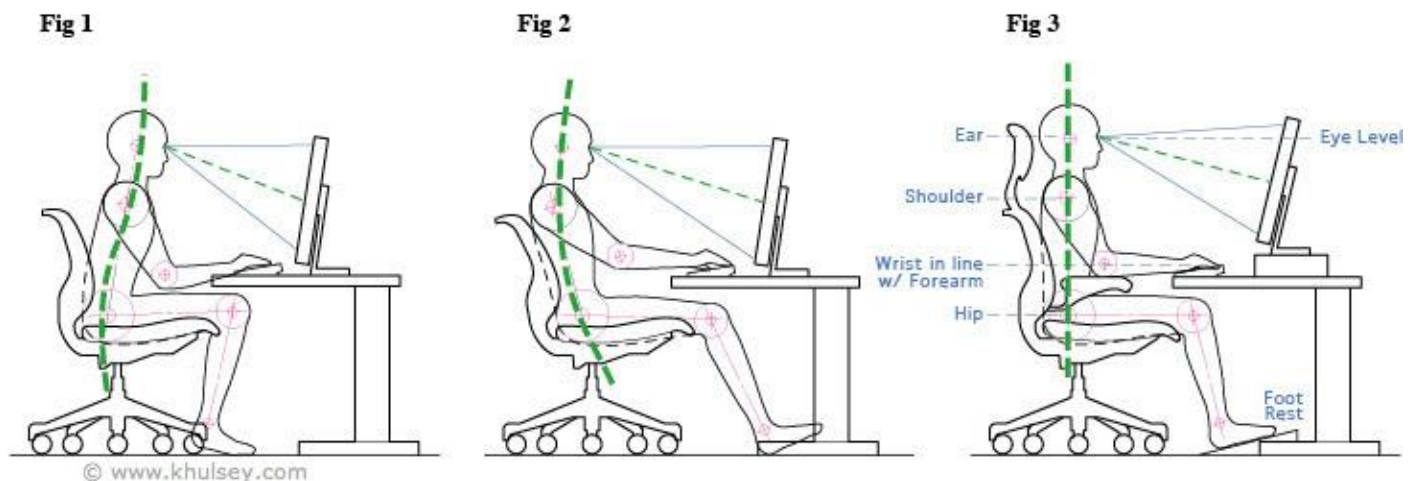 Fig 1
Fig 2
Fig 3
Ear
Eye Level
Shoulder
Wrist in line
w/ Forearm
Hip
Foot
Rest
© www.khulsey.com